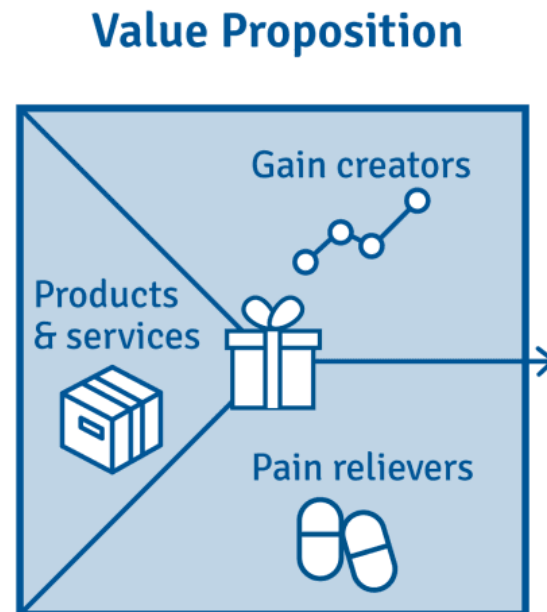 Value Proposition
Gain creators
Products
& services
Pain relievers